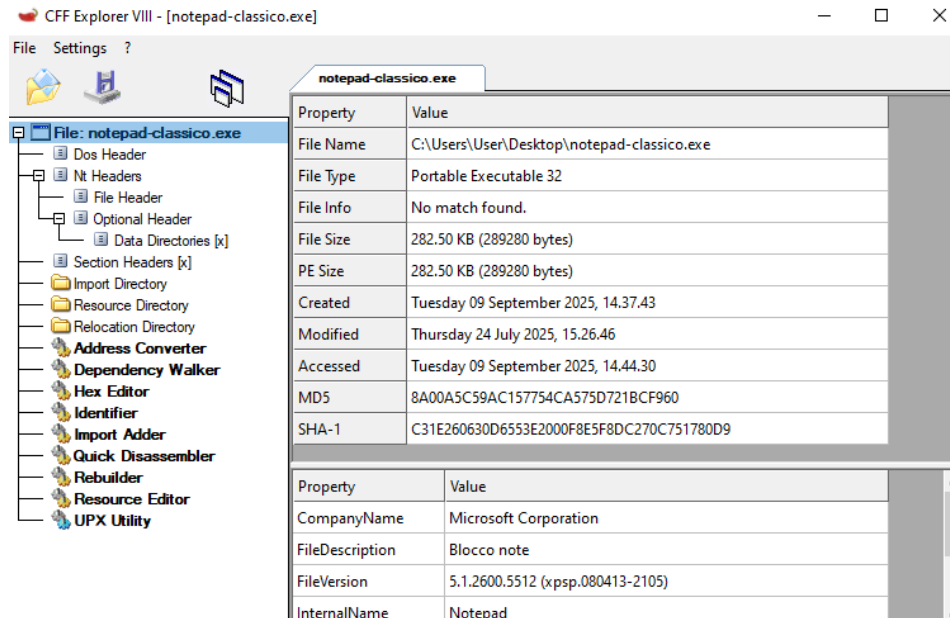 CFF Explorer VIII - [notepad-classico.exe]
File Settings ?
notepad-classico.exe
File: notepad-classico.exe
Dos Header
Nt Headers
File Header
Optional Header
Data Directories [x]
Section Headers [x]
Import Directory
Resource Directory
Relocation Directory
Address Converter
Dependency Walker
Hex Editor
Identifier
Import Adder
Quick Disassembler
Rebuilder
Resource Editor
UPX Utility
Property Value
File Name C:\Users\User\Desktop\notepad-classico.exe
File Type Portable Executable 32
File Info No match found.
File Size 282.50 KB (289280 bytes)
PE Size 282.50 KB (289280 bytes)
Created Tuesday 09 September 2025, 14.37.43
Modified Thursday 24 July 2025, 15.26.46
Accessed Tuesday 09 September 2025, 14.44.30
MD5 8A00A5C59AC157754CA575D721BCF960
SHA-1 C31E260630D6553E2000F8E5F8DC270C751780D9
Property Value
CompanyName Microsoft Corporation
FileDescription Blocco note
FileVersion 5.1.2600.5512 (xpsp.080413-2105)
InternalName Notepad